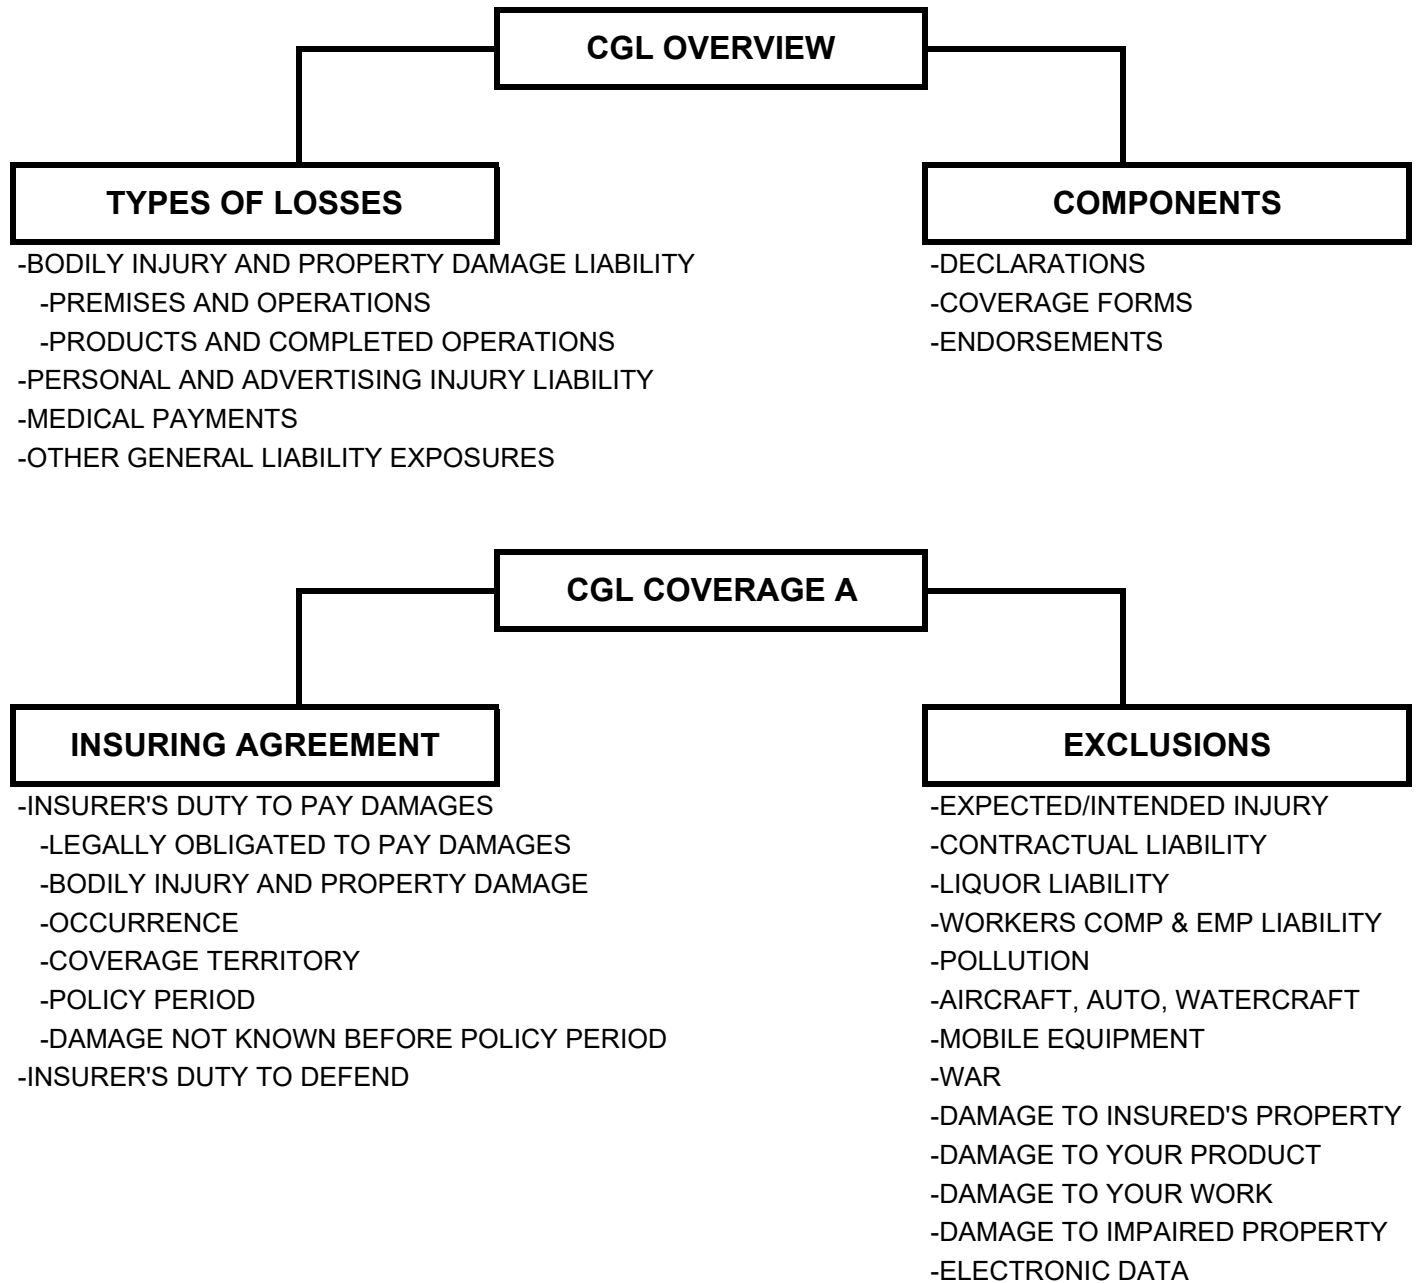 CGL OVERVIEW
TYPES OF LOSSES
-BODILY INJURY AND PROPERTY DAMAGE LIABILITY
-PREMISES AND OPERATIONS
-PRODUCTS AND COMPLETED OPERATIONS
-PERSONAL AND ADVERTISING INJURY LIABILITY
-MEDICAL PAYMENTS
-OTHER GENERAL LIABILITY EXPOSURES
COMPONENTS
-DECLARATIONS
-COVERAGE FORMS
-ENDORSEMENTS
CGL COVERAGE A
INSURING AGREEMENT
-INSURER'S DUTY TO PAY DAMAGES
-LEGALLY OBLIGATED TO PAY DAMAGES
-BODILY INJURY AND PROPERTY DAMAGE
-OCCURRENCE
-COVERAGE TERRITORY
-POLICY PERIOD
-DAMAGE NOT KNOWN BEFORE POLICY PERIOD
-INSURER'S DUTY TO DEFEND
EXCLUSIONS
-EXPECTED/INTENDED INJURY
-CONTRACTUAL LIABILITY
-LIQUOR LIABILITY
-WORKERS COMP & EMP LIABILITY
-POLLUTION
-AIRCRAFT, AUTO, WATERCRAFT
-MOBILE EQUIPMENT
-WAR
-DAMAGE TO INSURED'S PROPERTY
-DAMAGE TO YOUR PRODUCT
-DAMAGE TO YOUR WORK
-DAMAGE TO IMPAIRED PROPERTY
-ELECTRONIC DATA